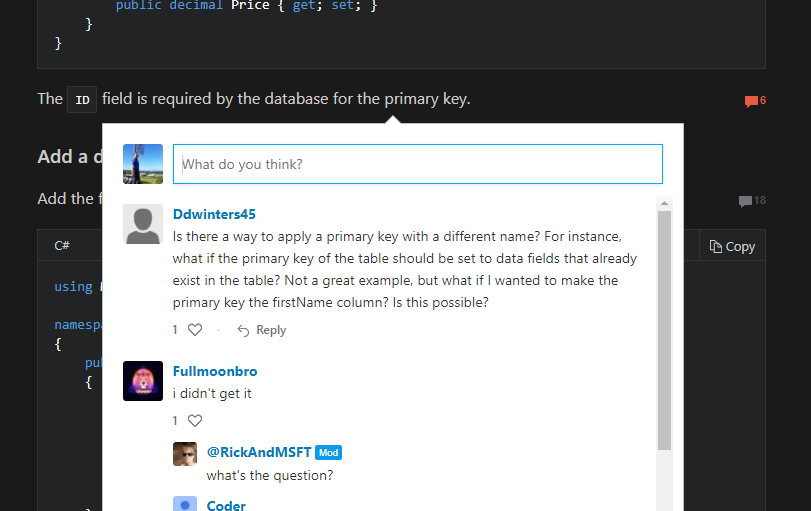 public decimal Price { get; set; }
}
}
The ID field is required by the database for the primary key.
6
What do you think?
Add a d
Add the f
18
Ddwinters45
Is there a way to apply a primary key with a different name? For instance,
what if the primary key of the table should be set to data fields that already
exist in the table? Not a great example, but what if I wanted to make the
primary key the firstName column? Is this possible?
1 Reply
C#
Copy
using
namespa
{
pu
{
Fullmoonbro
i didn't get it
1
@RickAndMSFT Mod
what's the question?
Coder